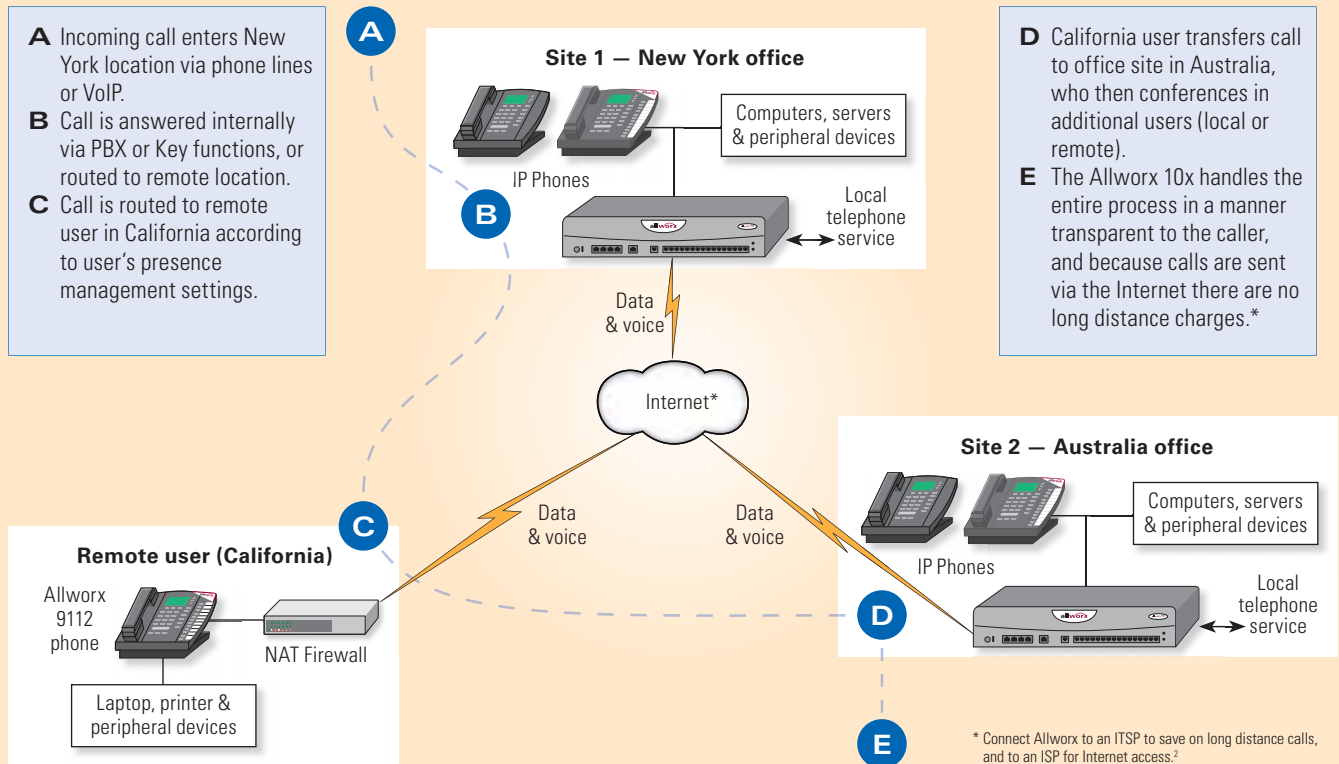 A Incoming call enters New
York location via phone lines
or VoIP.
B Call is answered internally
via PBX or Key functions, or
routed to remote location.
C Call is routed to remote
user in California according
to user's presence
management settings.
A
Site 1 — New York office
Computers, servers
& peripheral devices
IP Phones
B
allworx
Local
telephone
service
D California user transfers call
to office site in Australia,
who then conferences in
additional users (local or
remote).
E The Allworx 10x handles the
entire process in a manner
transparent to the caller,
and because calls are sent
via the Internet there are no
long distance charges.*
Data
& voice
Internet*
C
Data
& voice
Data
& voice
Remote user (California)
Allworx
9112
phone
NAT Firewall
Laptop, printer &
peripheral devices
Site 2 — Australia office
Computers, servers
& peripheral devices
IP Phones
D
allworx
Local
telephone
service
E
* Connect Allworx to an ITSP to save on long distance calls,
and to an ISP for Internet access.²